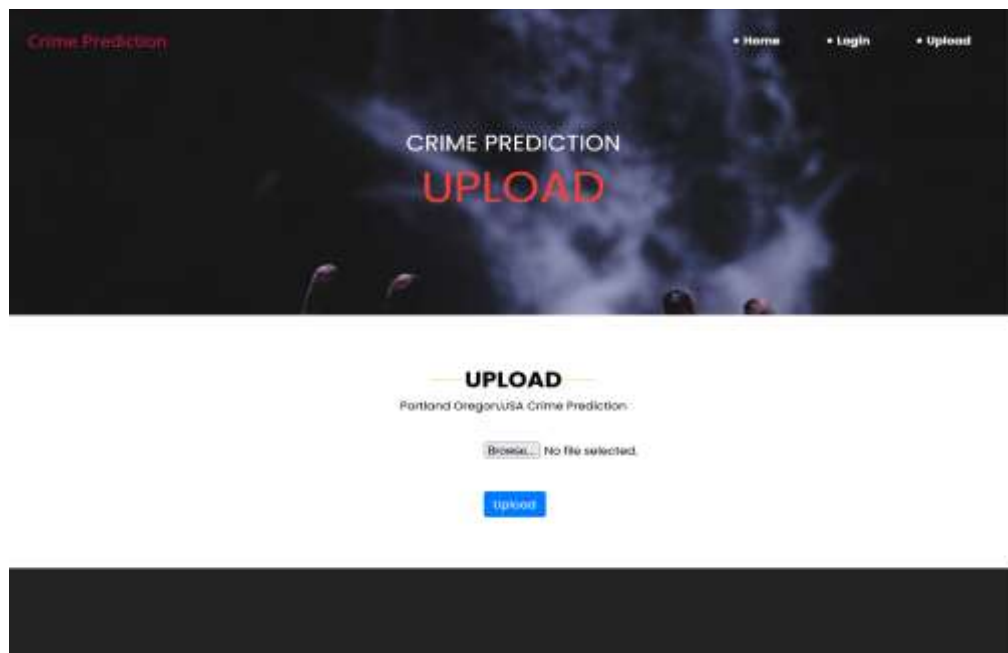 Crime Prediction
• Home • Login • Upload
CRIME PREDICTION
UPLOAD
UPLOAD
Portland Oregon,USA Crime Prediction
Browse... No file selected.
Upload